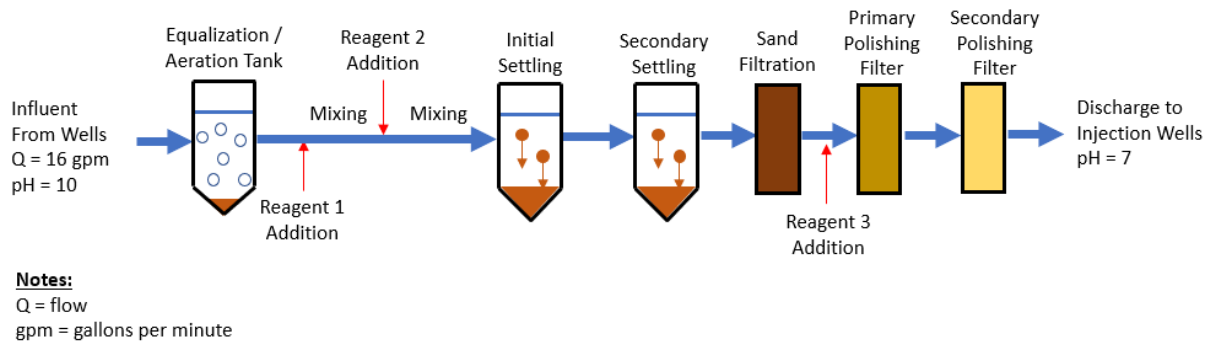 Equalization /
Aeration Tank
Reagent 2
Addition
Initial
Settling
Secondary
Settling
Sand
Filtration
Primary
Polishing
Filter
Secondary
Polishing
Filter
Influent
From Wells
Q = 16 gpm
pH = 10
Mixing
Mixing
Discharge to
Injection Wells
pH = 7
Reagent 1
Addition
Reagent 3
Addition
Notes:
Q = flow
gpm = gallons per minute